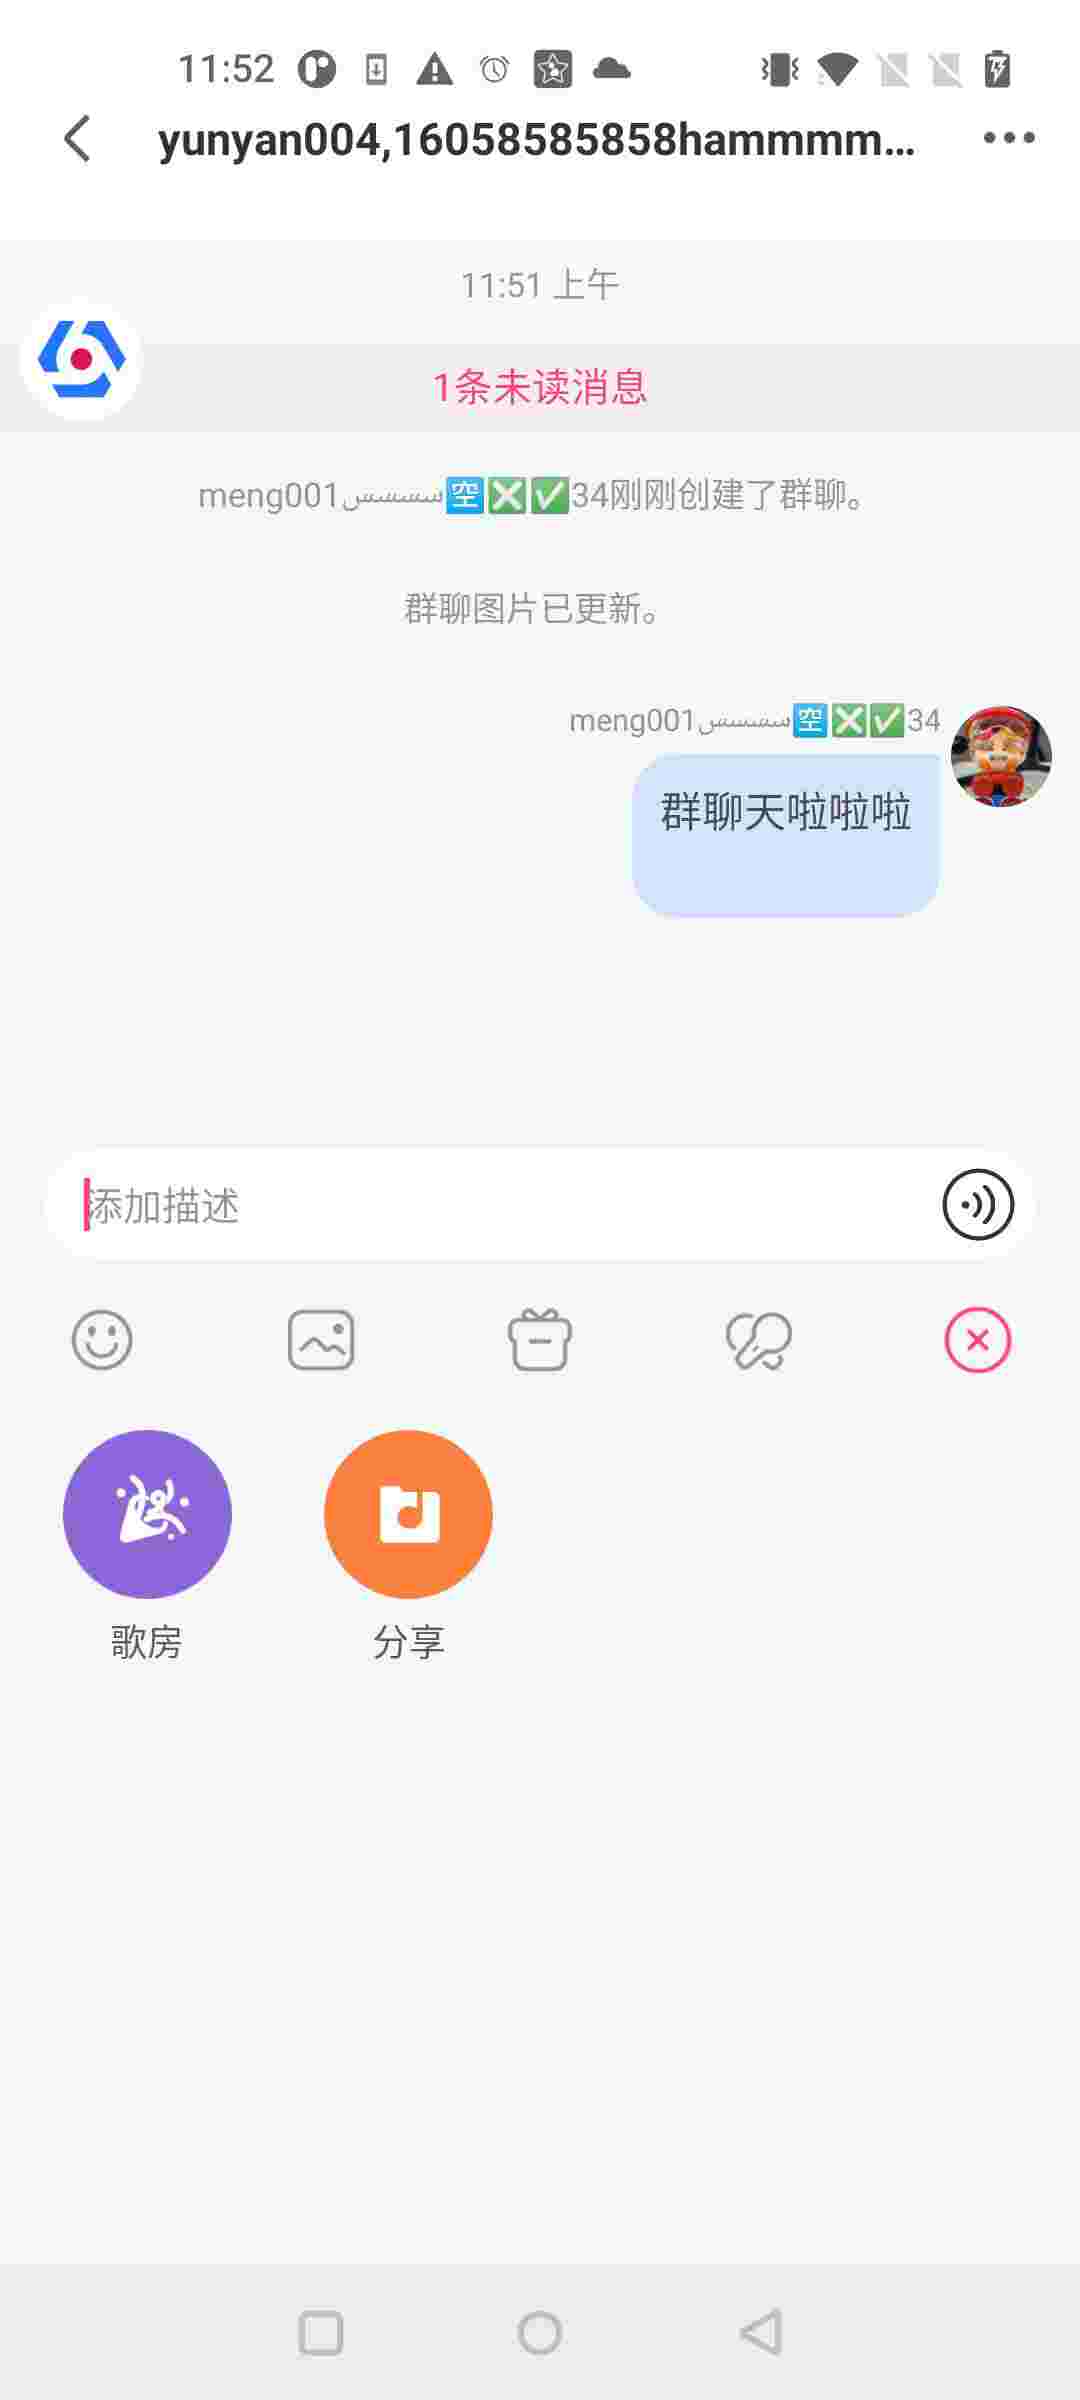 11:52
yunyan004,16058585858hammmm...
11:51 上午
1条未读消息
meng001سسسسس🈳❎✅34刚刚创建了群聊。
群聊图片已更新。
meng001سسسسس🈳❎✅34
群聊天啦啦啦
添加描述
歌房
分享